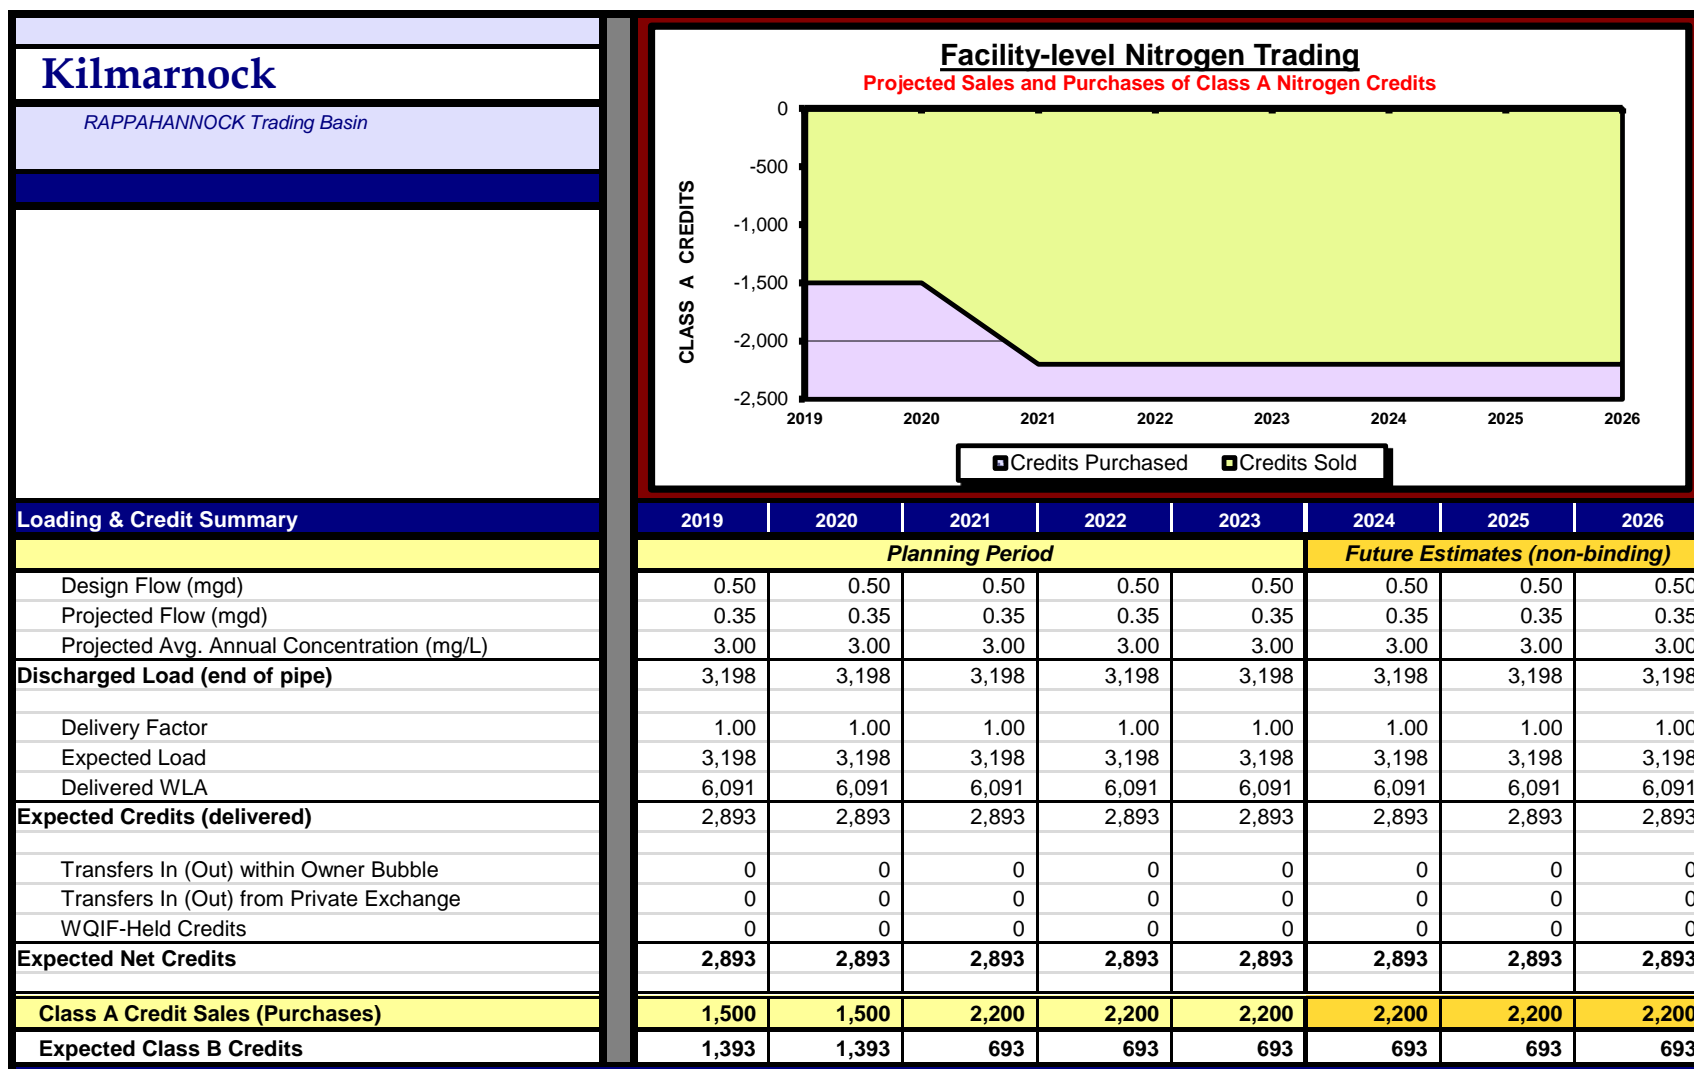 Kilmarnock
RAPPAHANNOCK Trading Basin
Facility-level Nitrogen Trading
Projected Sales and Purchases of Class A Nitrogen Credits
CLASS A CREDITS
0
-500
-1,000
-1,500
-2,000
-2,500
2019 2020 2021 2022 2023 2024 2025 2026
Credits Purchased Credits Sold
Loading & Credit Summary 2019 2020 2021 2022 2023 2024 2025 2026
Planning Period Future Estimates (non-binding)
Design Flow (mgd) 0.50 0.50 0.50 0.50 0.50 0.50 0.50 0.50
Projected Flow (mgd) 0.35 0.35 0.35 0.35 0.35 0.35 0.35 0.35
Projected Avg. Annual Concentration (mg/L) 3.00 3.00 3.00 3.00 3.00 3.00 3.00 3.00
Discharged Load (end of pipe) 3,198 3,198 3,198 3,198 3,198 3,198 3,198 3,198
Delivery Factor 1.00 1.00 1.00 1.00 1.00 1.00 1.00 1.00
Expected Load 3,198 3,198 3,198 3,198 3,198 3,198 3,198 3,198
Delivered WLA 6,091 6,091 6,091 6,091 6,091 6,091 6,091 6,091
Expected Credits (delivered) 2,893 2,893 2,893 2,893 2,893 2,893 2,893 2,893
Transfers In (Out) within Owner Bubble 0 0 0 0 0 0 0 0
Transfers In (Out) from Private Exchange 0 0 0 0 0 0 0 0
WQIF-Held Credits 0 0 0 0 0 0 0 0
Expected Net Credits 2,893 2,893 2,893 2,893 2,893 2,893 2,893 2,893
Class A Credit Sales (Purchases) 1,500 1,500 2,200 2,200 2,200 2,200 2,200 2,200
Expected Class B Credits 1,393 1,393 693 693 693 693 693 693